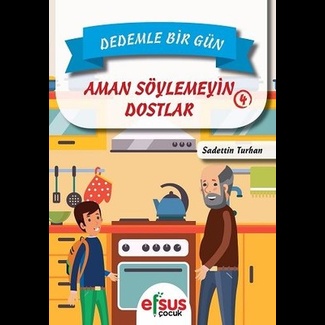 DEDEMLE BİR GÜN
AMAN SÖYLEMEYİN
DOSTLAR
4
Sadettin Turhan
efsus
çocuk